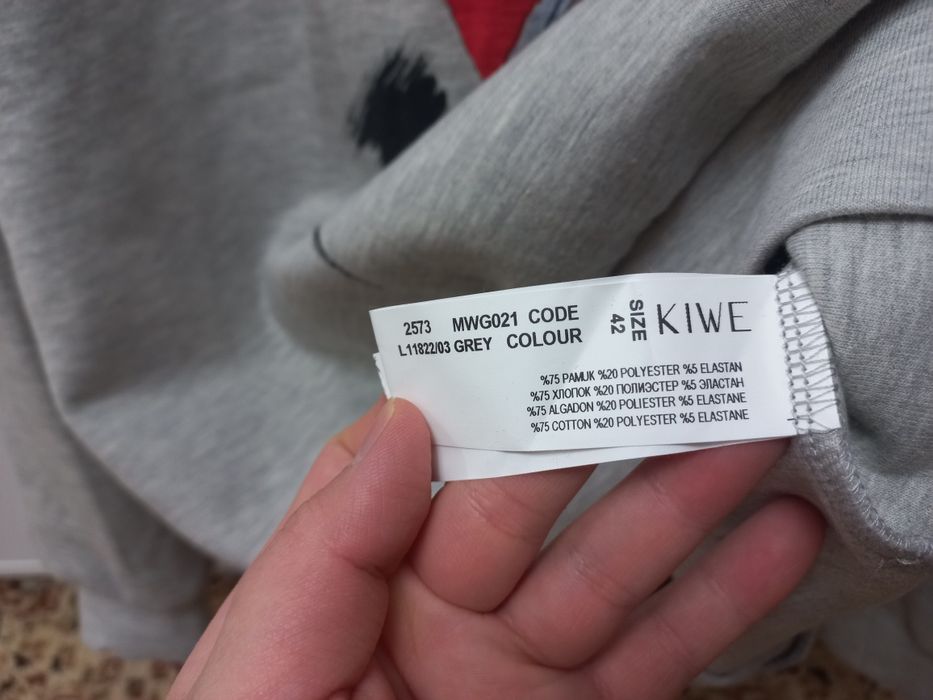 2573 MWG021 CODE
L11822/03 GREY COLOUR
SIZE
42
KIWE
%75 PAMUK %20 POLYESTER %5 ELASTAN
%75 ХЛОПОК %20 ПОЛИЭСТЕР %5 ЭЛАСТАН
%75 ALGADON %20 POLIESTER %5 ELASTANE
%75 COTTON %20 POLYESTER %5 ELASTANE